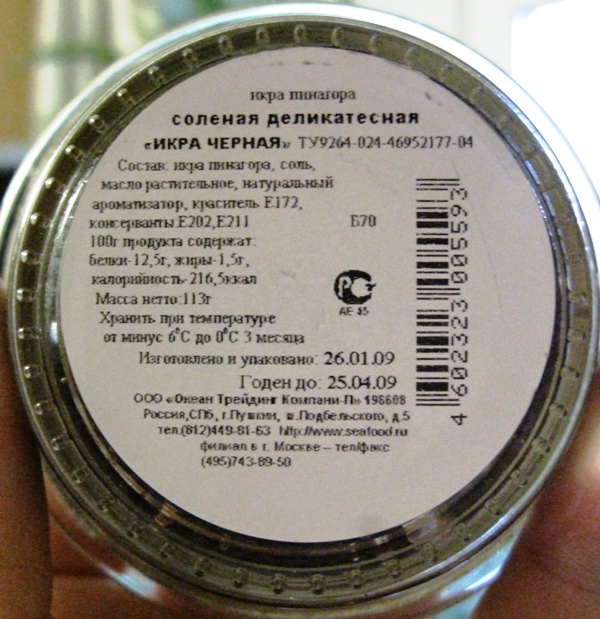 икра пинагора
соленая деликатесная
«ИКРА ЧЕРНАЯ» ТУ9264-024-46952177-04
Состав: икра пинагора, соль,
масло растительное, натуральный
ароматизатор, краситель Е172,
консерванты:Е202,Е211
Б70
100г продукта содержат:
белки-12,5г, жиры-1,5г,
калорийность-216,5ккал
Масса нетто:113г
Хранить при температуре
от минус 6°С до 0°С 3 месяца
РСТ
АЕ 45
Изготовлено и упаковано: 26.01.09
Годен до: 25.04.09
ООО «Океан Трейдинг Компани-П» 196608
Россия,СПб, г.Пушкин, ш.Подбельского, д.5
тел.(812)449-81-63 http://www.seafood.ru
филиал в г. Москве – тел/факс
(495)743-89-50
4 602323 005593